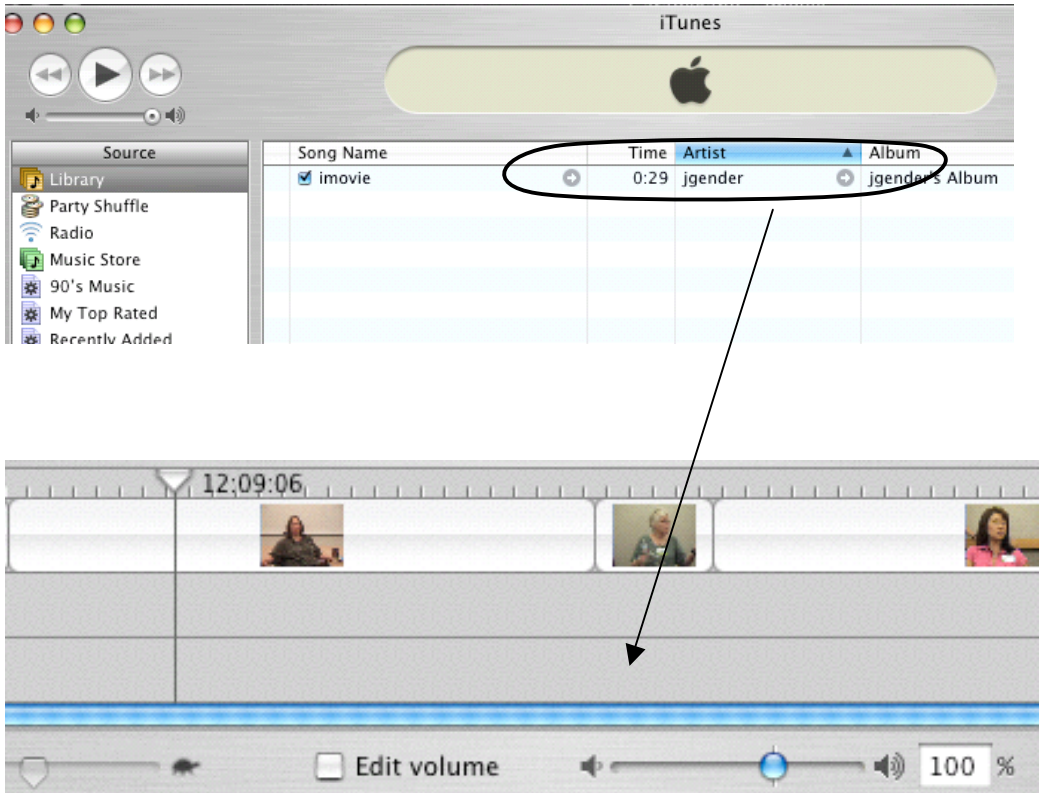 iTunes
Source
Song Name Time Artist Album
Library
imovie 0:29 jgender jgender's Album
Party Shuffle
Radio
Music Store
90's Music
My Top Rated
Recently Added
12:09:06
Edit volume 100 %